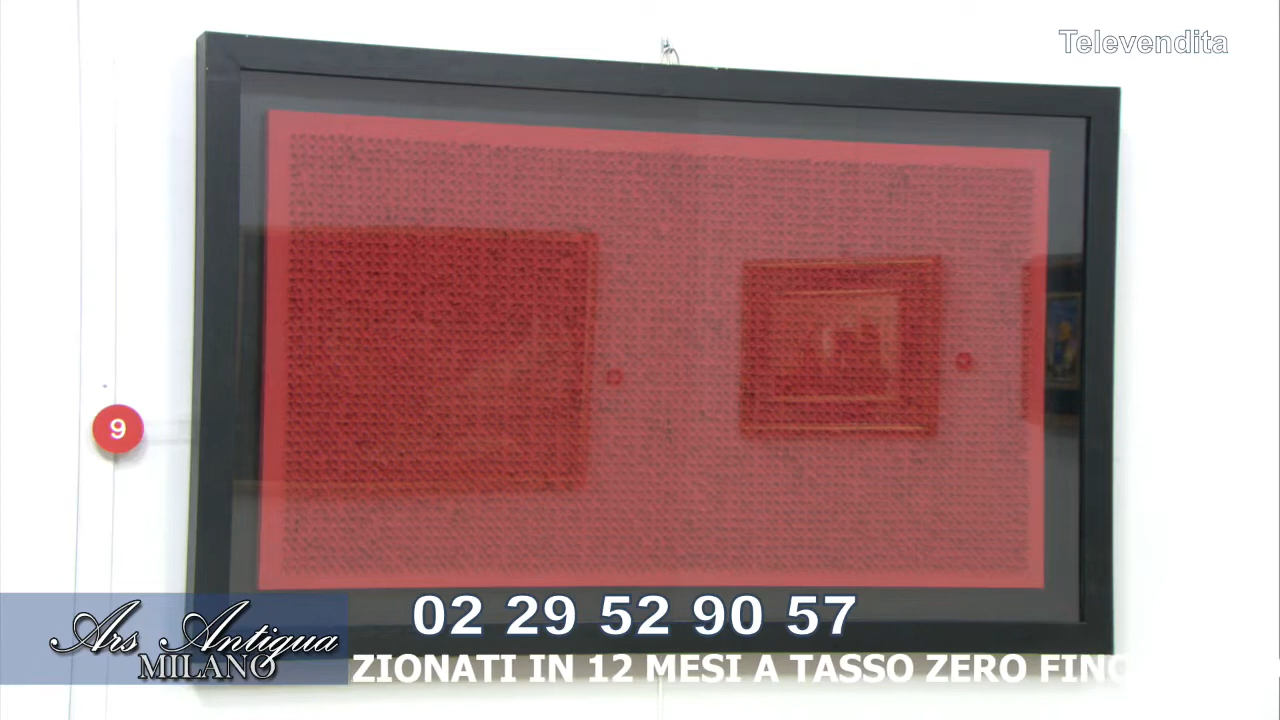 Televendita
9
02 29 52 90 57
Ars Antiqua
MILANO
ZIONATI IN 12 MESI A TASSO ZERO FINO